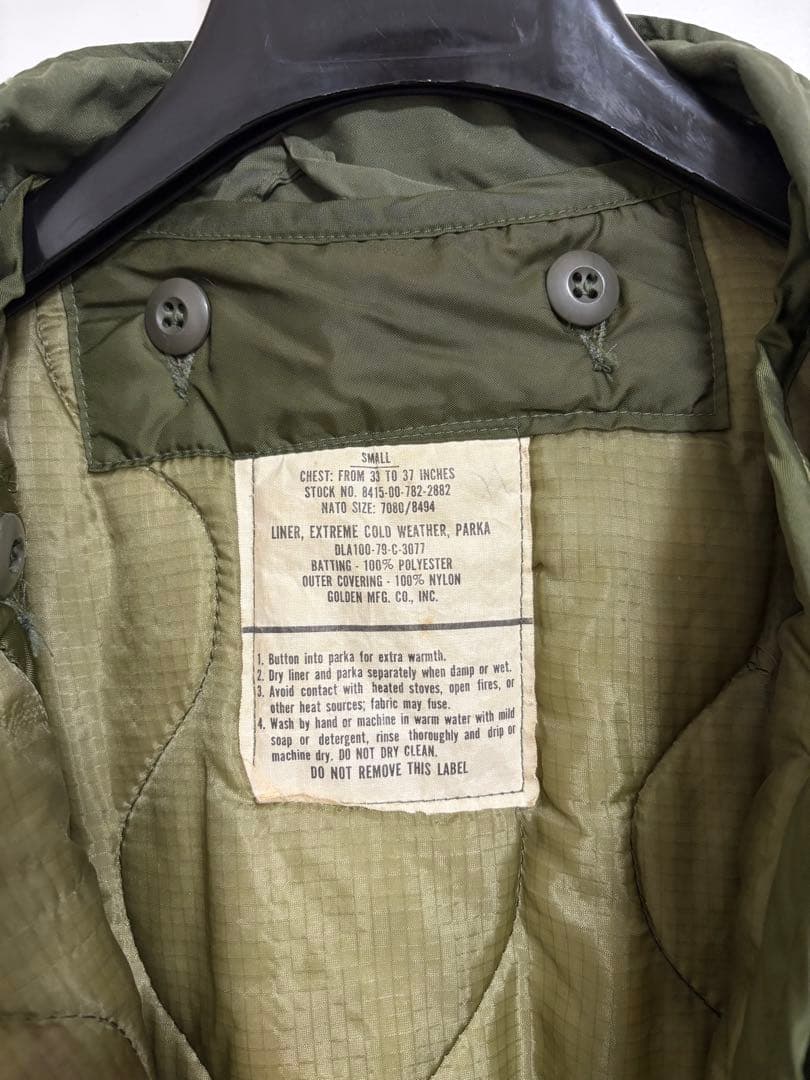 SMALL
CHEST: FROM 33 TO 37 INCHES
STOCK NO. 8415-00-782-2882
NATO SIZE: 7080/8494
LINER, EXTREME COLD WEATHER, PARKA
DLA100-79-C-3077
BATTING - 100% POLYESTER
OUTER COVERING - 100% NYLON
GOLDEN MFG. CO., INC.
1. Button into parka for extra warmth.
2. Dry liner and parka separately when damp or wet.
3. Avoid contact with heated stoves, open fires, or
other heat sources; fabric may fuse.
4. Wash by hand or machine in warm water with mild
soap or detergent, rinse thoroughly and drip or
machine dry. DO NOT DRY CLEAN.
DO NOT REMOVE THIS LABEL